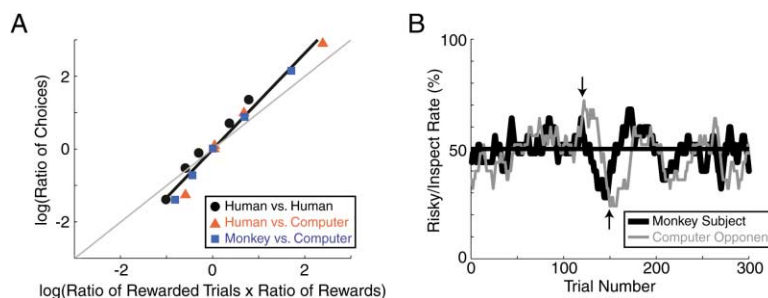 A
log(Ratio of Choices)
2
0
-2
-2
0
2
log(Ratio of Rewarded Trials x Ratio of Rewards)
Human vs. Human
Human vs. Computer
Monkey vs. Computer
B
Risky/Inspect Rate (%)
100
50
0
0
100
200
300
Trial Number
Monkey Subject
Computer Opponent